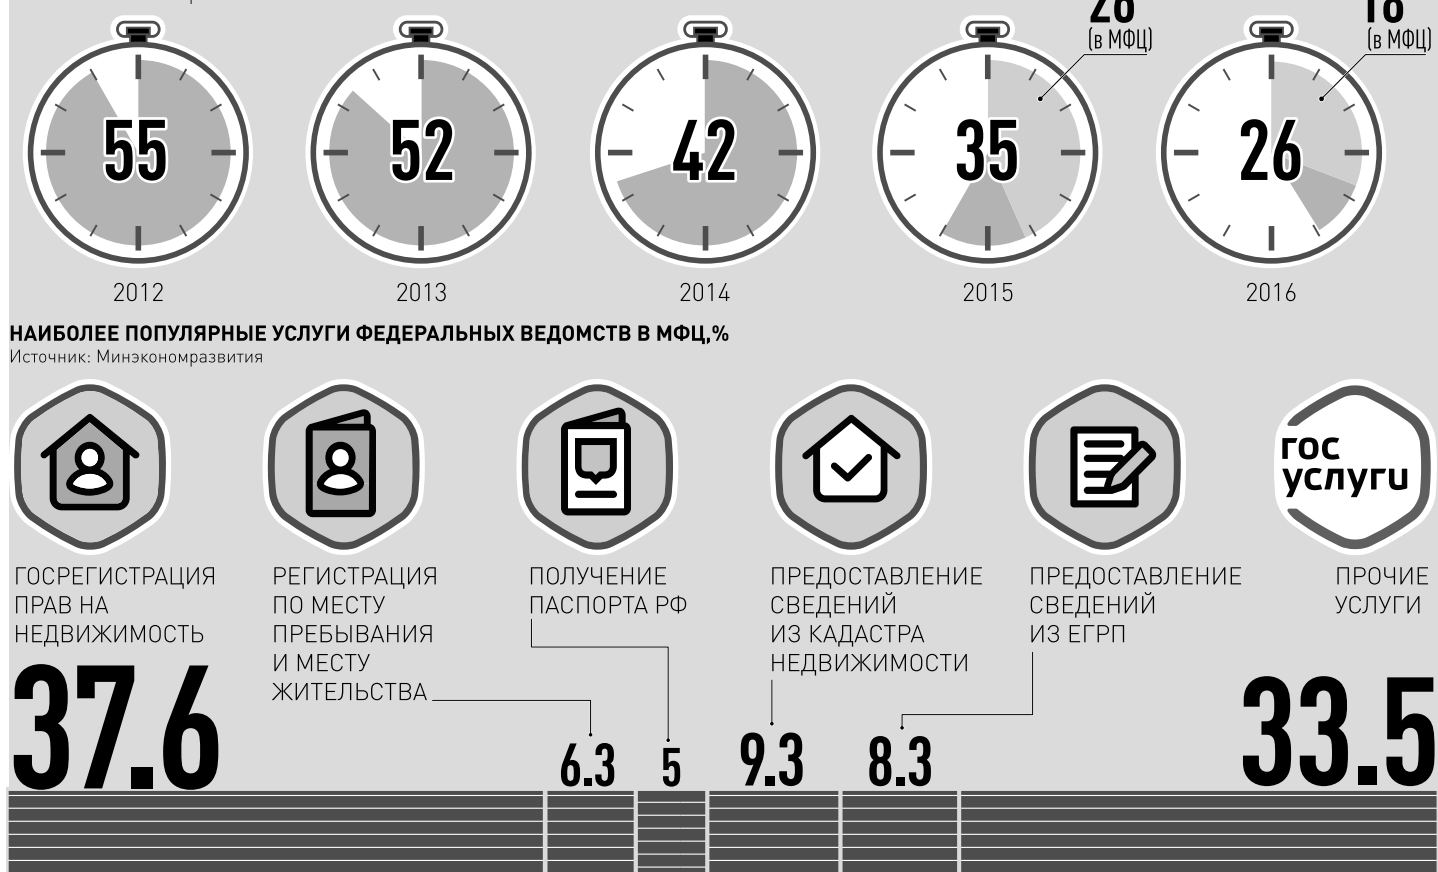 (в МФЦ)
(в МФЦ)
55
52
42
35
26
2012
2013
2014
2015
2016
НАИБОЛЕЕ ПОПУЛЯРНЫЕ УСЛУГИ ФЕДЕРАЛЬНЫХ ВЕДОМСТВ В МФЦ,%
Источник: Минэкономразвития
гос
услуги
ГОСРЕГИСТРАЦИЯ
ПРАВ НА
НЕДВИЖИМОСТЬ
37.6
РЕГИСТРАЦИЯ
ПО МЕСТУ
ПРЕБЫВАНИЯ
И МЕСТУ
ЖИТЕЛЬСТВА
6.3
ПОЛУЧЕНИЕ
ПАСПОРТА РФ
5
ПРЕДОСТАВЛЕНИЕ
СВЕДЕНИЙ
ИЗ КАДАСТРА
НЕДВИЖИМОСТИ
9.3
ПРЕДОСТАВЛЕНИЕ
СВЕДЕНИЙ
ИЗ ЕГРП
8.3
ПРОЧИЕ
УСЛУГИ
33.5